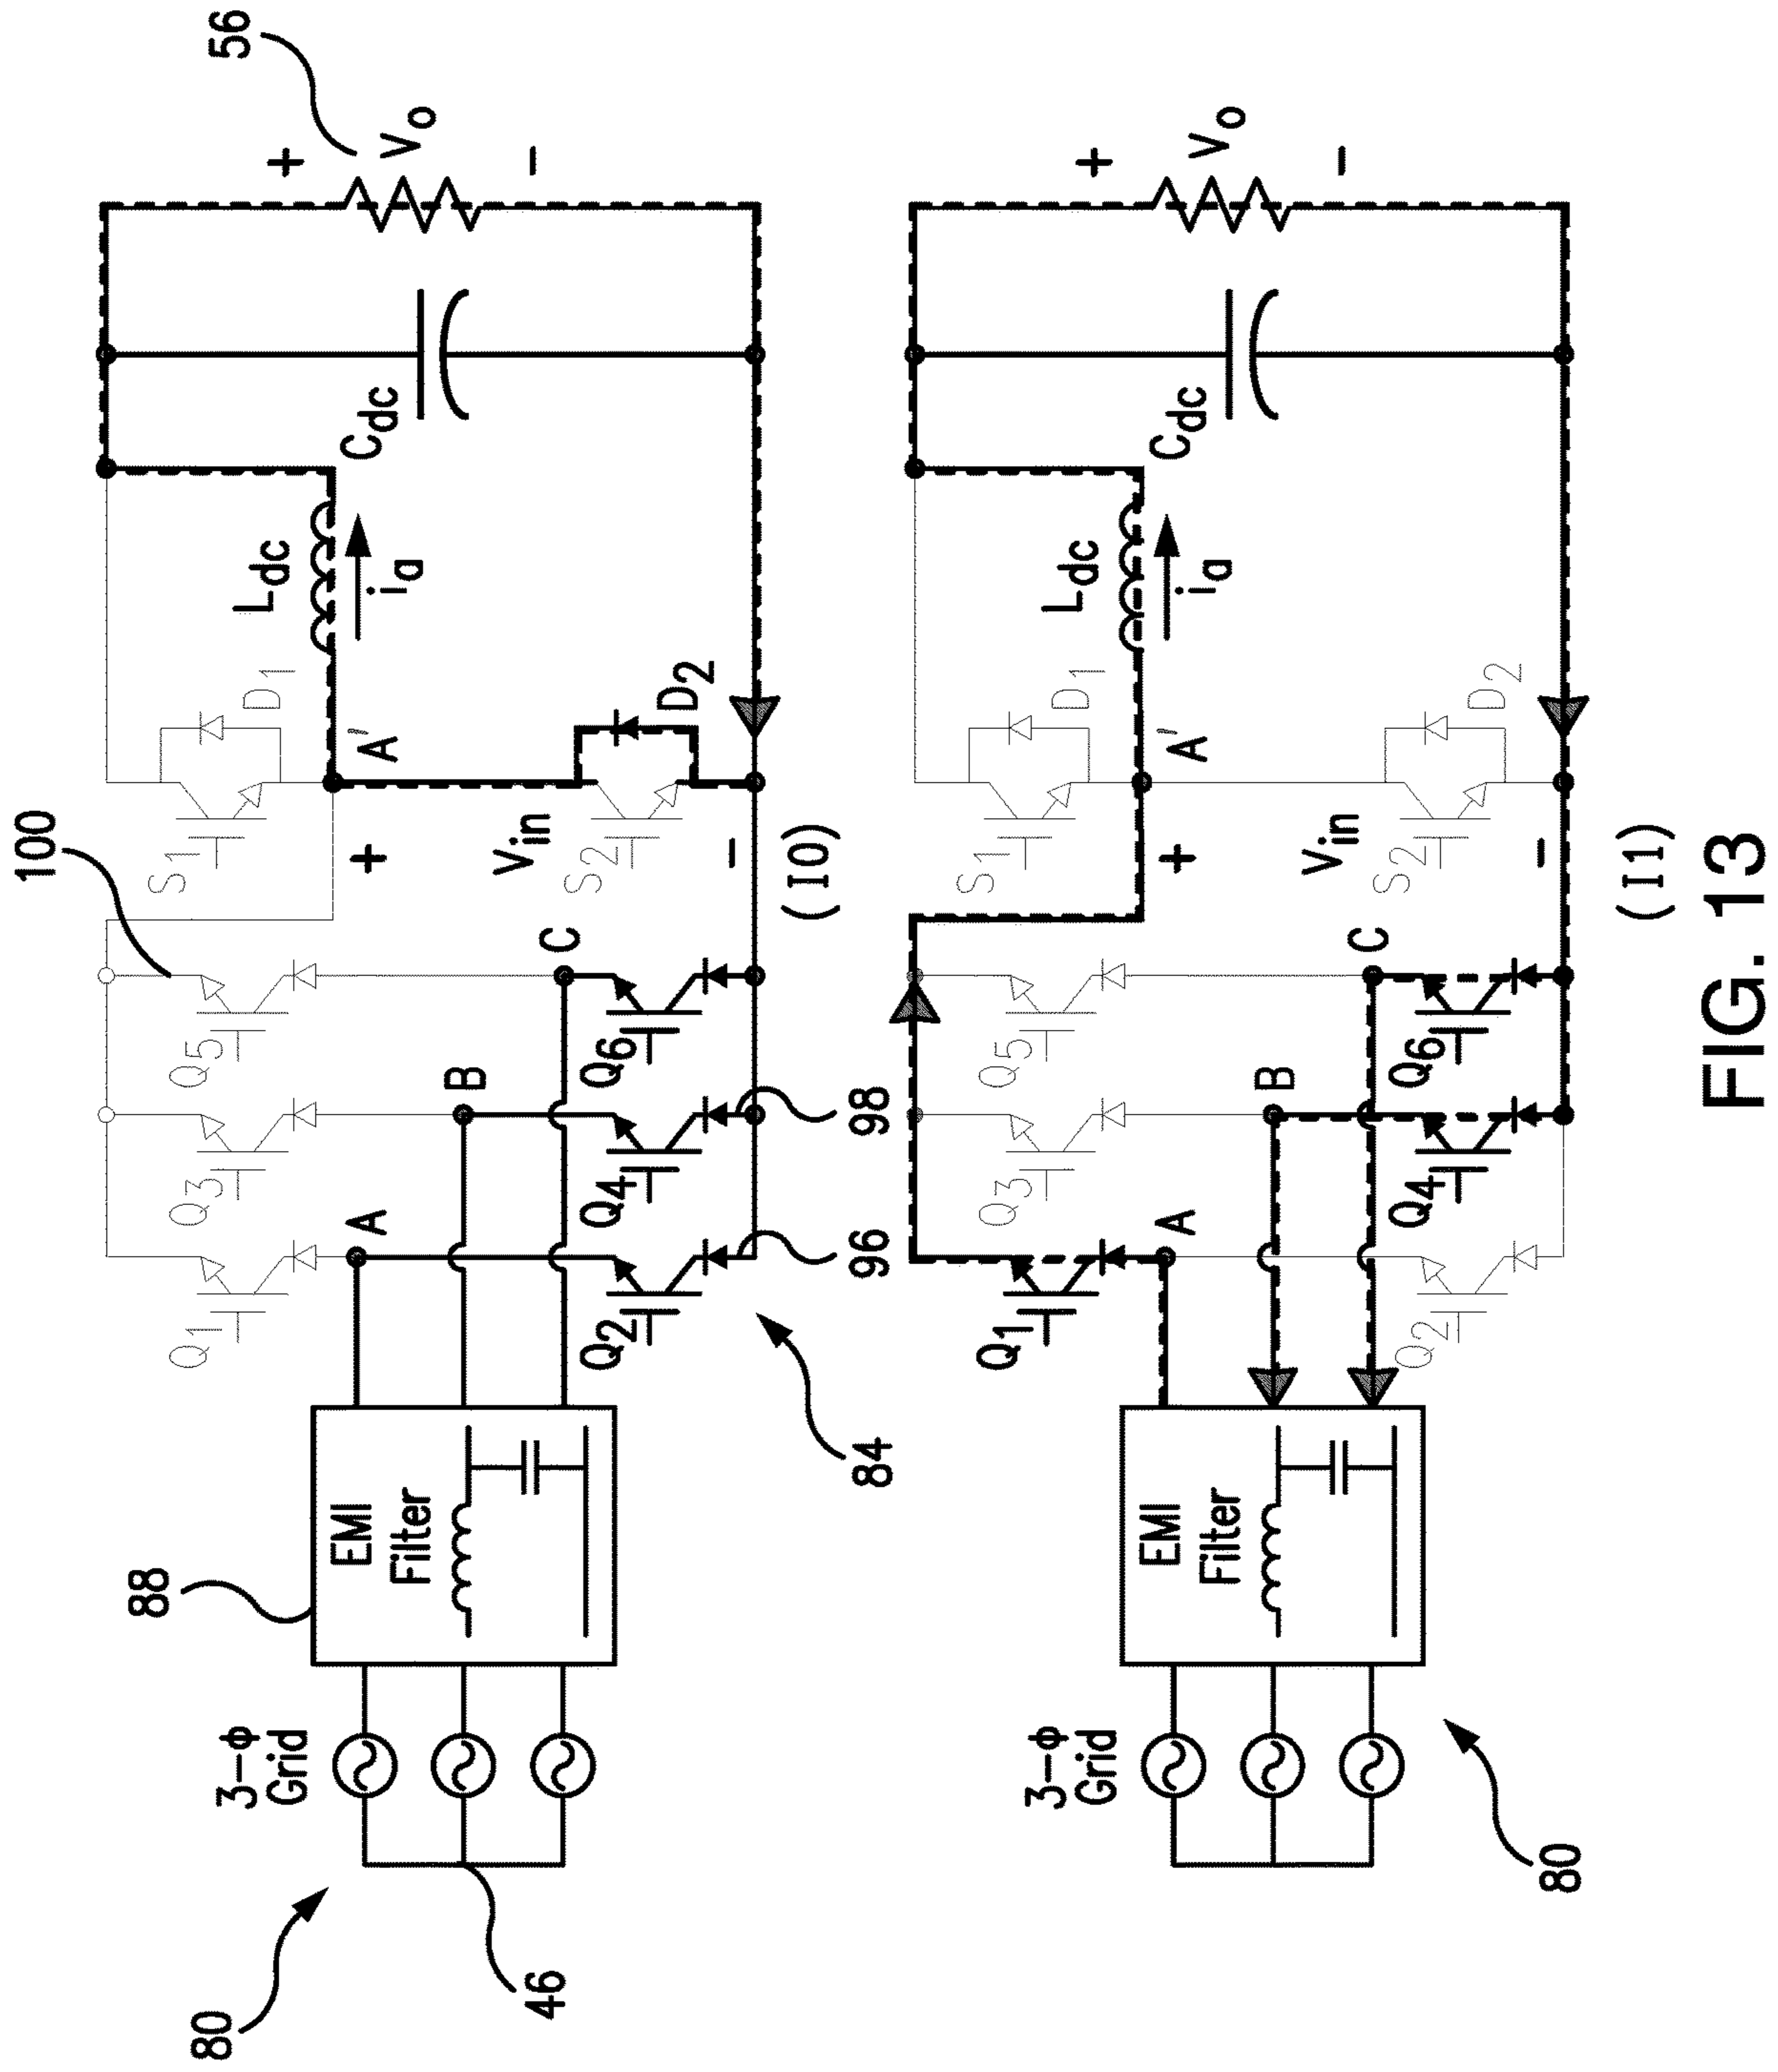 80
46
3-ϕ
Grid
88
EMI
Filter
84
Q1
Q3
Q5
100
A
B
C
Q2
Q4
Q6
96
98
S1
D1
+
Vin
-
S2
D2
A'
Ldc
ia
Cdc
+
Vo
-
56
(I0)
80
3-ϕ
Grid
EMI
Filter
Q1
Q3
Q5
A
B
C
Q2
Q4
Q6
S1
D1
+
Vin
-
S2
D2
A'
Ldc
ia
Cdc
+
Vo
-
(I1)
FIG. 13